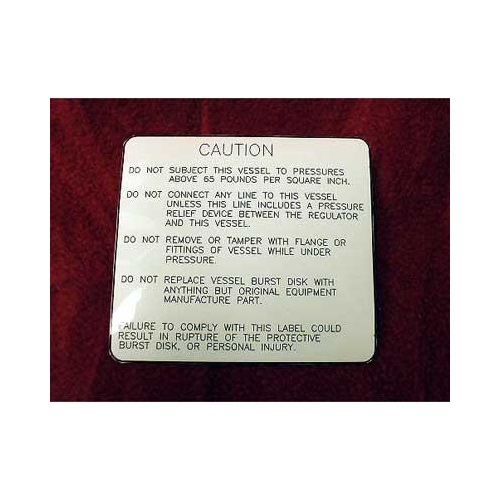 CAUTION
DO NOT SUBJECT THIS VESSEL TO PRESSURES
ABOVE 65 POUNDS PER SQUARE INCH.
DO NOT CONNECT ANY LINE TO THIS VESSEL
UNLESS THIS LINE INCLUDES A PRESSURE
RELIEF DEVICE BETWEEN THE REGULATOR
AND THIS VESSEL.
DO NOT REMOVE OR TAMPER WITH FLANGE OR
FITTINGS OF VESSEL WHILE UNDER
PRESSURE.
DO NOT REPLACE VESSEL BURST DISK WITH
ANYTHING BUT ORIGINAL EQUIPMENT
MANUFACTURE PART.
FAILURE TO COMPLY WITH THIS LABEL COULD
RESULT IN RUPTURE OF THE PROTECTIVE
BURST DISK, OR PERSONAL INJURY.